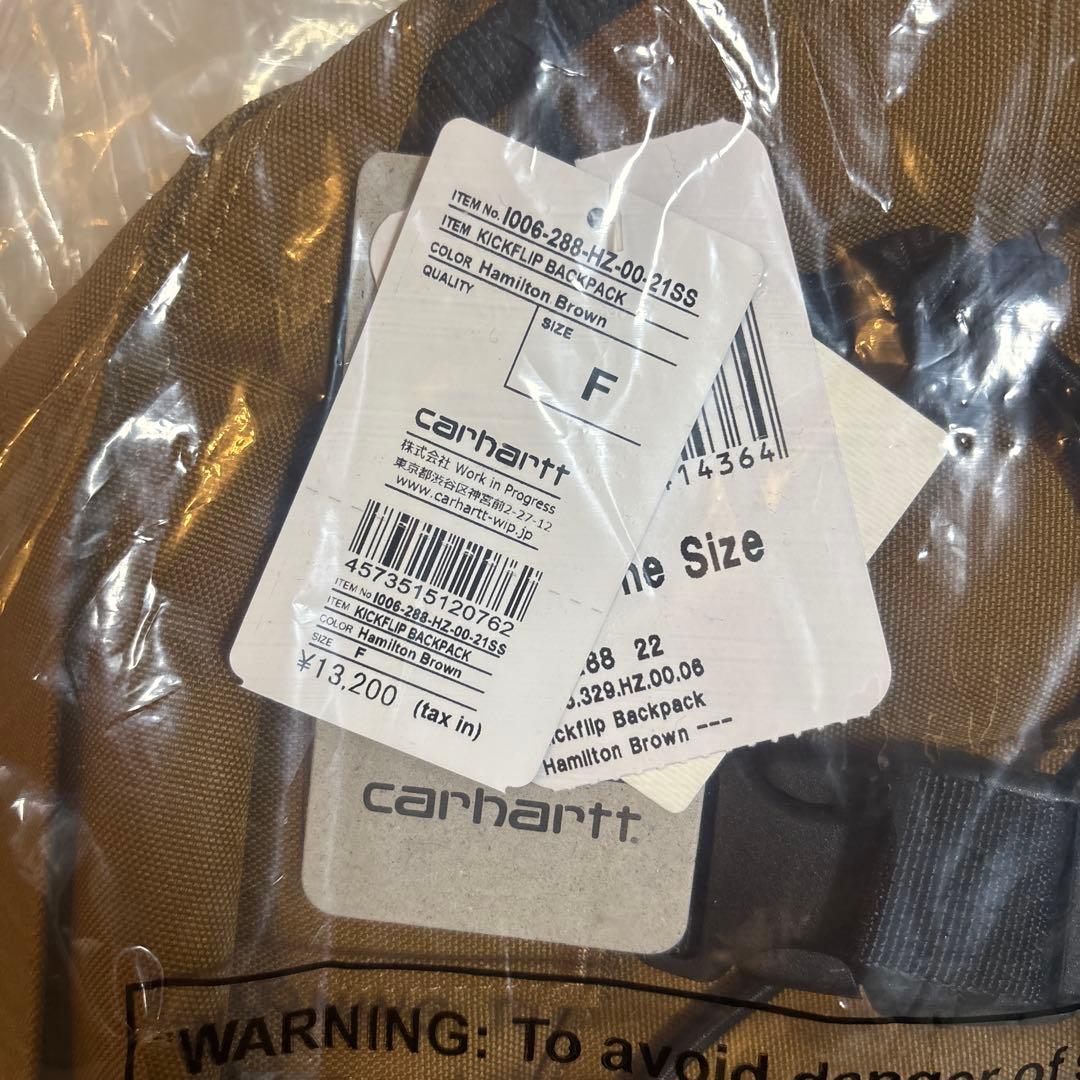 ITEM No. I006-288-HZ-00-21SS
ITEM KICKFLIP BACKPACK
COLOR Hamilton Brown
QUALITY
SIZE
F
carhartt
株式会社 Work in Progress
東京都渋谷区神宮前2-27-12
www.carhartt-wip.jp
4573515120762
ITEM No I006-288-HZ-00-21SS
ITEM KICKFLIP BACKPACK
COLOR Hamilton Brown
SIZE F
¥13,200 (tax in)
14364
ne Size
88 22
.329.HZ.00.06
ickflip Backpack
Hamilton Brown ---
carhartt
WARNING: To avoid danger of